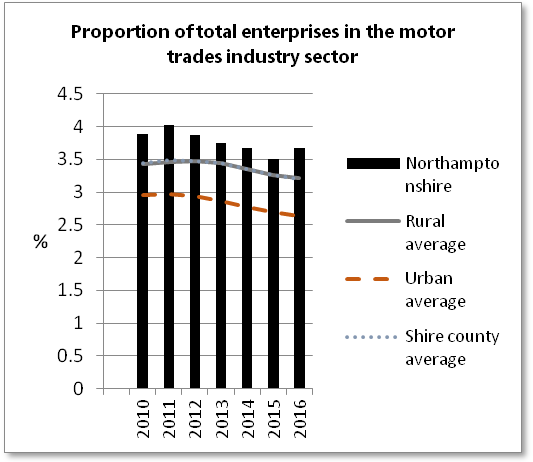 Proportion of total enterprises in the motor
trades industry sector
4.5
4
3.5
3
2.5
2
1.5
1
0.5
0
%
2010
2011
2012
2013
2014
2015
2016
Northampto
nshire
Rural
average
Urban
average
Shire county
average